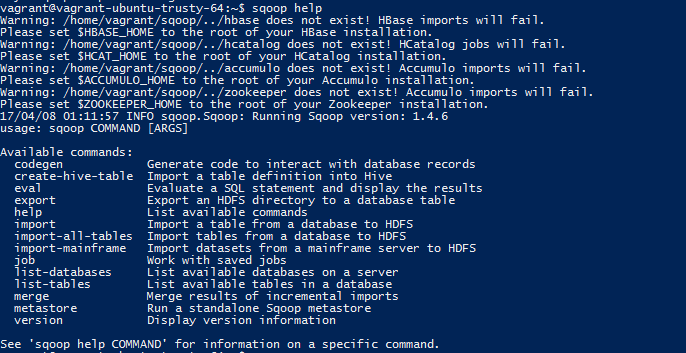 vagrant@vagrant-ubuntu-trusty-64:~$ sqoop help
Warning: /home/vagrant/sqoop/../hbase does not exist! HBase imports will fail.
Please set $HBASE_HOME to the root of your HBase installation.
Warning: /home/vagrant/sqoop/../hcatalog does not exist! HCatalog jobs will fail.
Please set $HCAT_HOME to the root of your HCatalog installation.
Warning: /home/vagrant/sqoop/../accumulo does not exist! Accumulo imports will fail.
Please set $ACCUMULO_HOME to the root of your Accumulo installation.
Warning: /home/vagrant/sqoop/../zookeeper does not exist! Accumulo imports will fail.
Please set $ZOOKEEPER_HOME to the root of your Zookeeper installation.
17/04/08 01:11:57 INFO sqoop.Sqoop: Running Sqoop version: 1.4.6
usage: sqoop COMMAND [ARGS]

Available commands:
  codegen            Generate code to interact with database records
  create-hive-table  Import a table definition into Hive
  eval               Evaluate a SQL statement and display the results
  export             Export an HDFS directory to a database table
  help               List available commands
  import             Import a table from a database to HDFS
  import-all-tables  Import tables from a database to HDFS
  import-mainframe   Import datasets from a mainframe server to HDFS
  job                Work with saved jobs
  list-databases     List available databases on a server
  list-tables        List available tables in a database
  merge              Merge results of incremental imports
  metastore          Run a standalone Sqoop metastore
  version            Display version information

See 'sqoop help COMMAND' for information on a specific command.